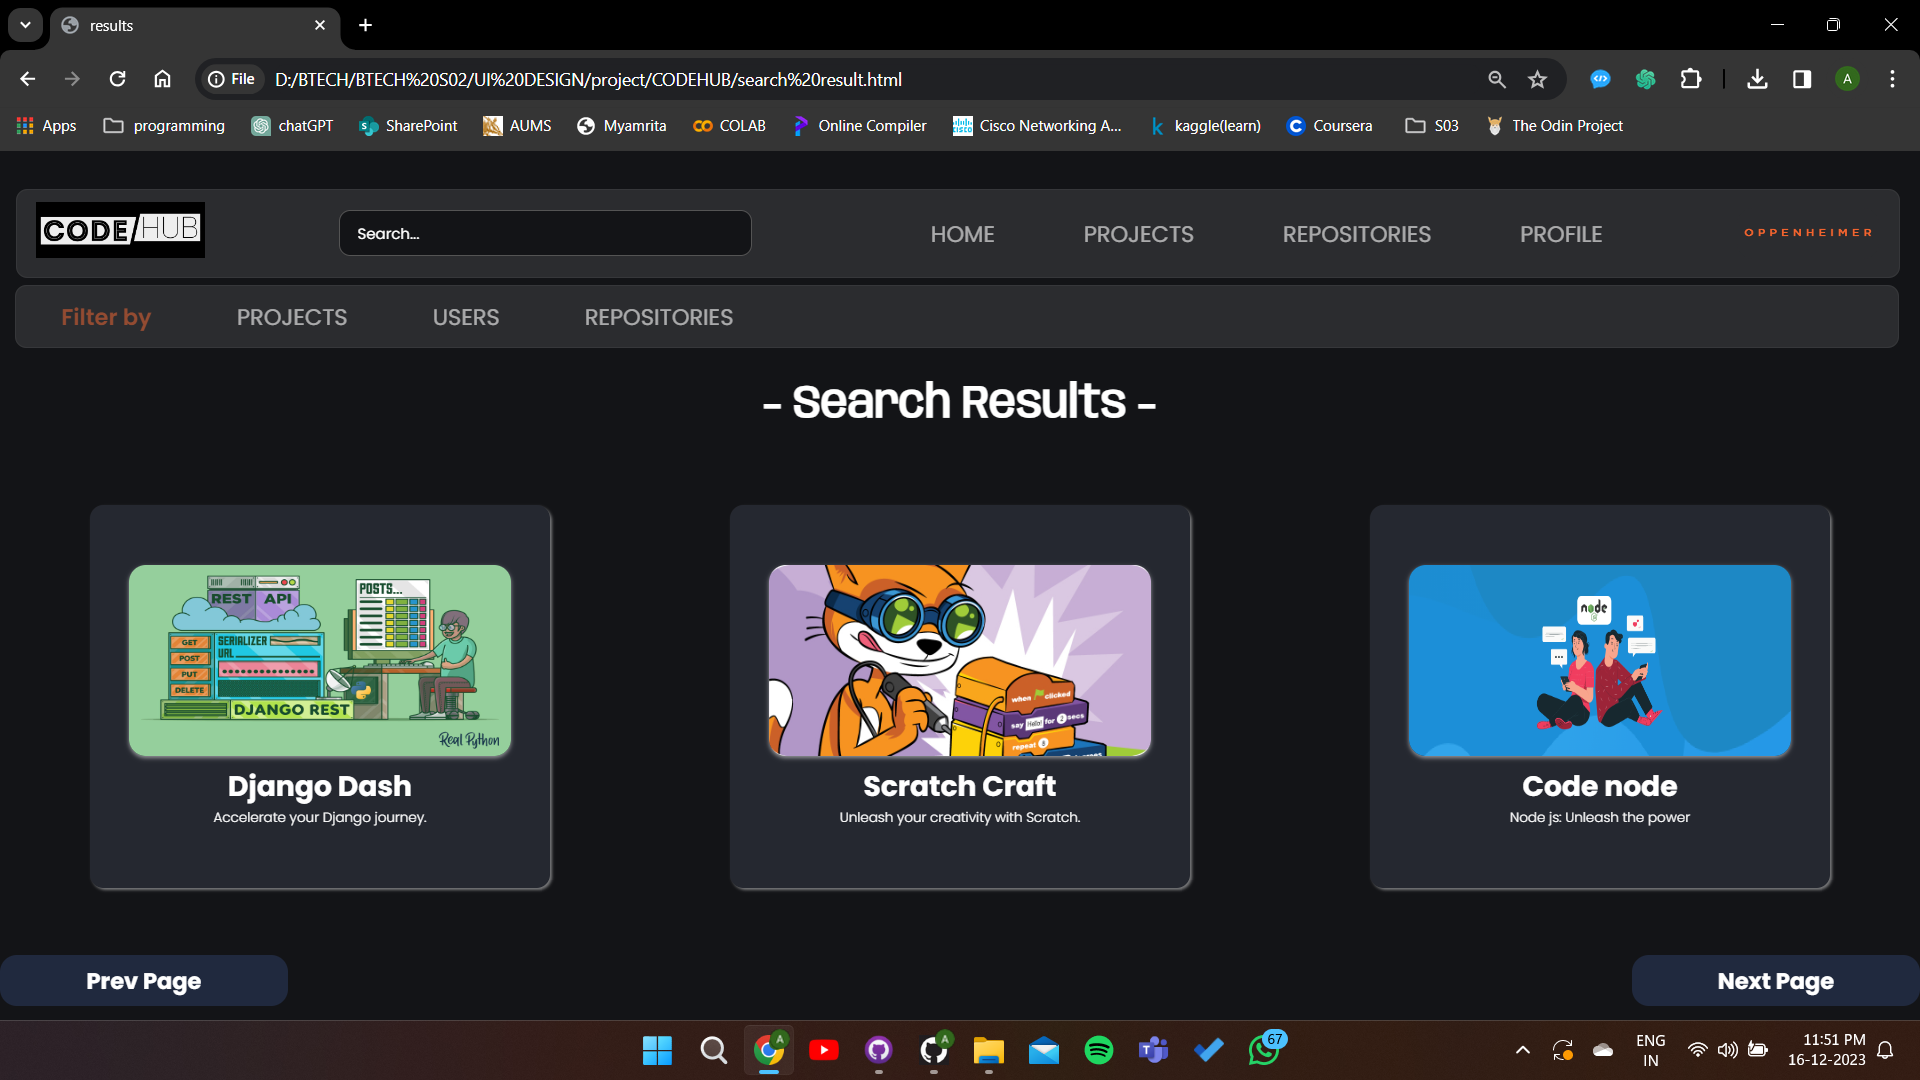 results
File
D:/BTECH/BTECH%20S02/UI%20DESIGN/project/CODEHUB/search%20result.html
A
Apps
programming
chatGPT
SharePoint
AUMS
Myamrita
COLAB
Online Compiler
Cisco Networking A...
kaggle(learn)
Coursera
S03
The Odin Project
CODE/HUB
Search...
HOME
PROJECTS
REPOSITORIES
PROFILE
OPPENHEIMER
Filter by
PROJECTS
USERS
REPOSITORIES
- Search Results -
REST API
POSTS...
GET
POST
PUT
DELETE
SERIALIZER
URL
DJANGO REST
Real Python
when clicked
say Hello! for 2 secs
repeat
node
Django Dash
Accelerate your Django journey.
Scratch Craft
Unleash your creativity with Scratch.
Code node
Node js: Unleash the power
Prev Page
Next Page
A
A
67
ENG
IN
11:51 PM
16-12-2023